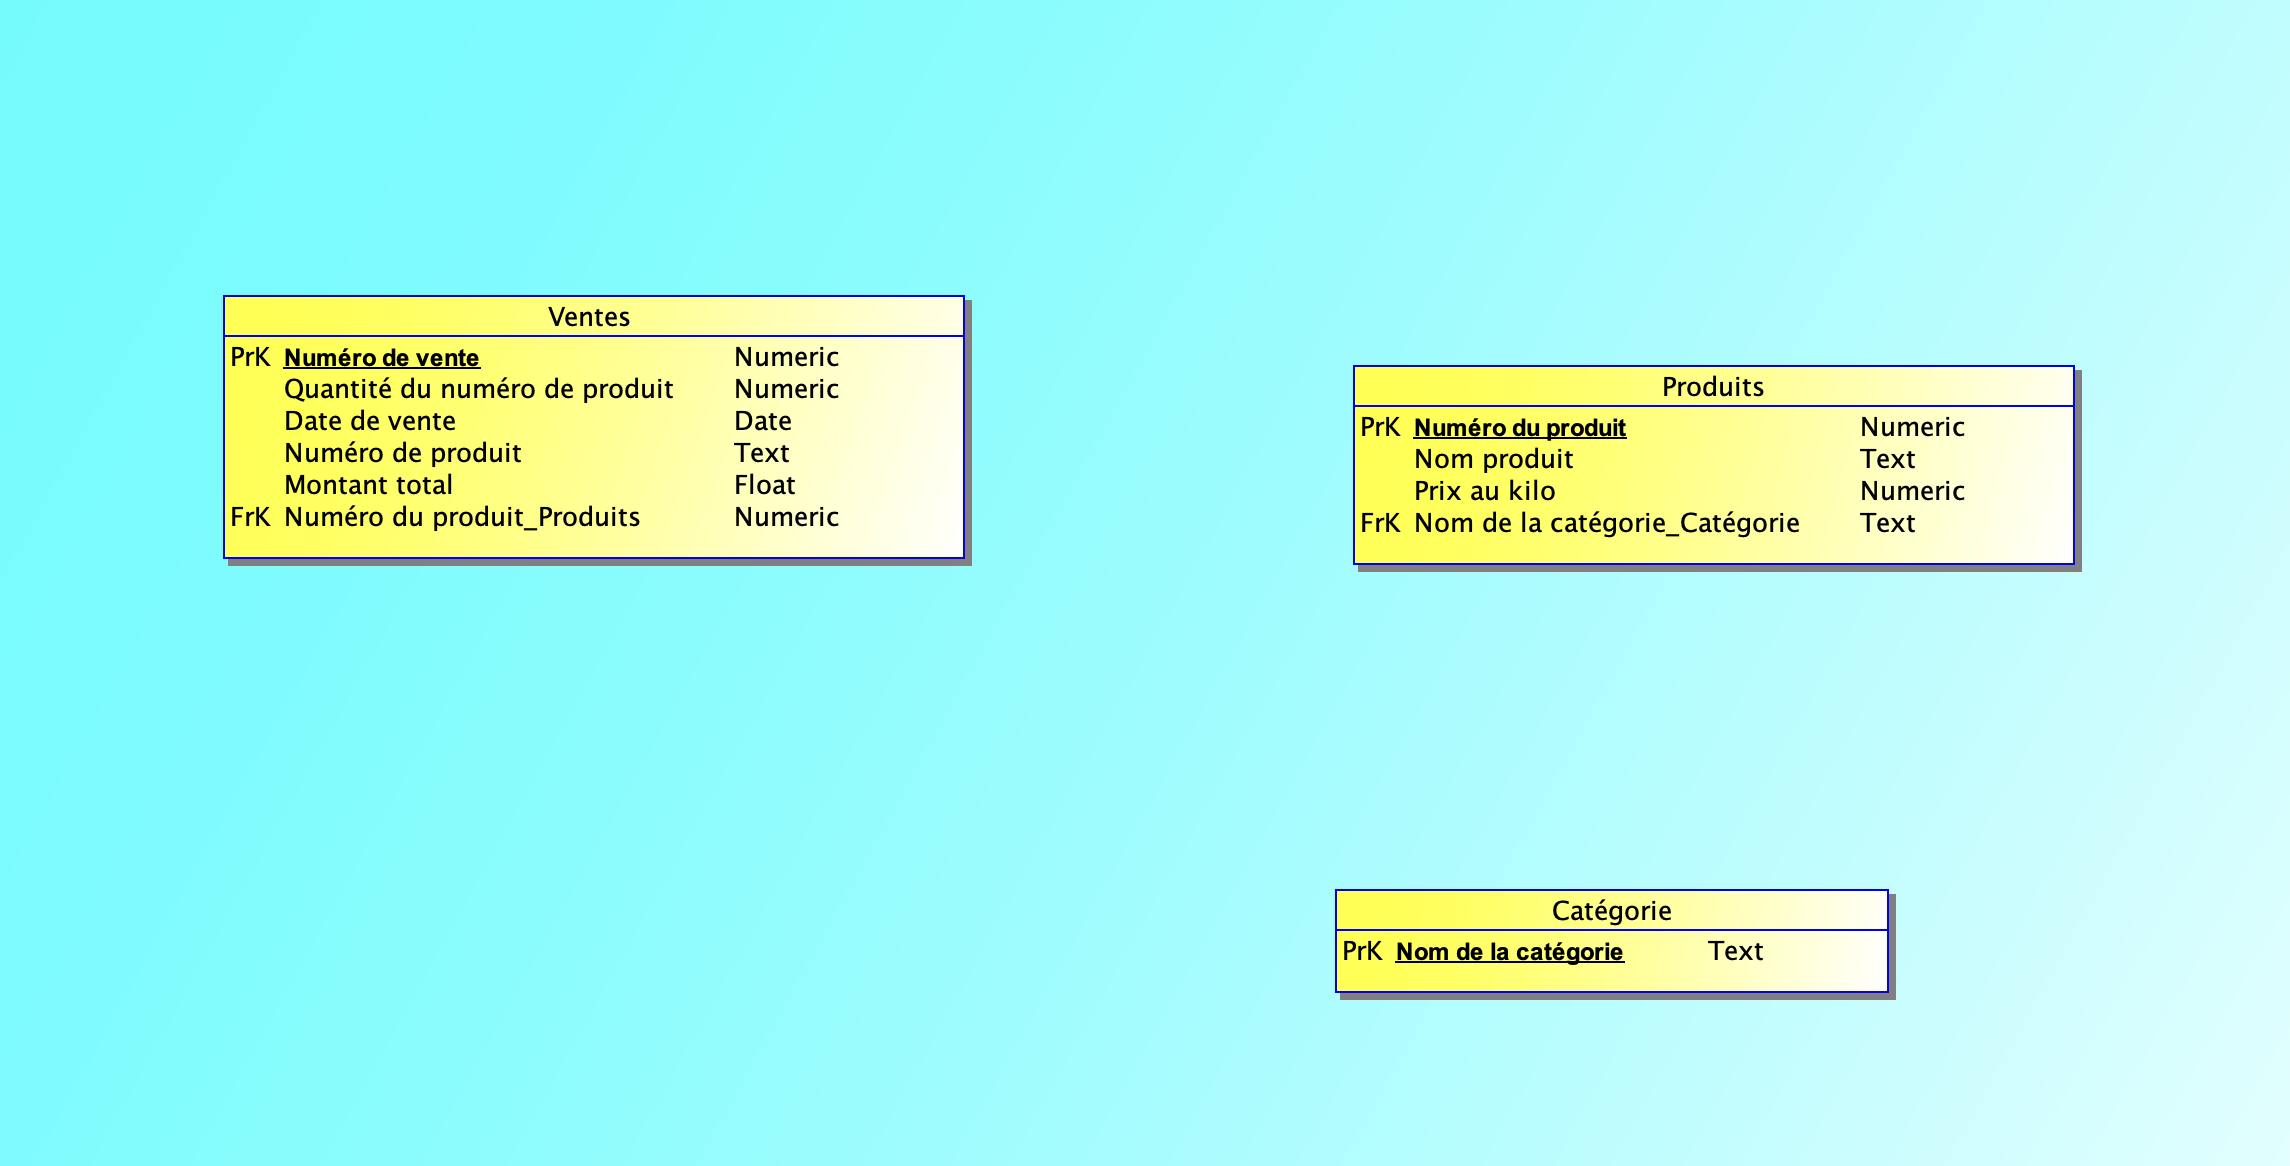 Ventes
PrK Numéro de vente Numeric
Quantité du numéro de produit Numeric
Date de vente Date
Numéro de produit Text
Montant total Float
FrK Numéro du produit_Produits Numeric
Produits
PrK Numéro du produit Numeric
Nom produit Text
Prix au kilo Numeric
FrK Nom de la catégorie_Catégorie Text
Catégorie
PrK Nom de la catégorie Text